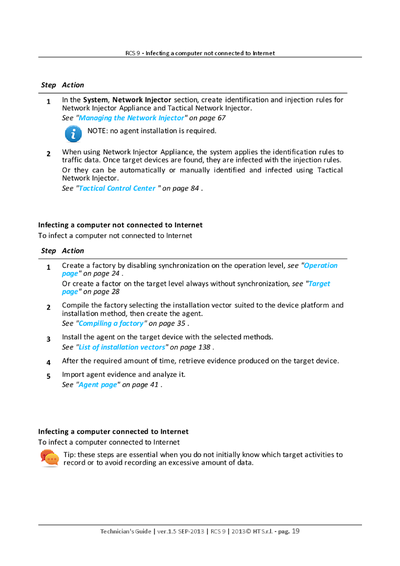 RCS 9 - Infecting a computer not connected to Internet
Step Action
1 In the System, Network Injector section, create identification and injection rules for
Network Injector Appliance and Tactical Network Injector.
See "Managing the Network Injector" on page 67
NOTE: no agent installation is required.
2 When using Network Injector Appliance, the system applies the identification rules to
traffic data. Once target devices are found, they are infected with the injection rules.
Or they can be automatically or manually identified and infected using Tactical
Network Injector.
See "Tactical Control Center " on page 84 .
Infecting a computer not connected to Internet
To infect a computer not connected to Internet
Step Action
1 Create a factory by disabling synchronization on the operation level, see "Operation
page" on page 24 .
Or create a factor on the target level always without synchronization, see "Target
page" on page 28
2 Compile the factory selecting the installation vector suited to the device platform and
installation method, then create the agent.
See "Compiling a factory" on page 35 .
3 Install the agent on the target device with the selected methods.
See "List of installation vectors" on page 138 .
4 After the required amount of time, retrieve evidence produced on the target device.
5 Import agent evidence and analyze it.
See "Agent page" on page 41 .
Infecting a computer connected to Internet
To infect a computer connected to Internet
Tip: these steps are essential when you do not initially know which target activities to
record or to avoid recording an excessive amount of data.
Technician's Guide | ver.1.5 SEP-2013 | RCS 9 | 2013© HT S.r.l. - pag. 19